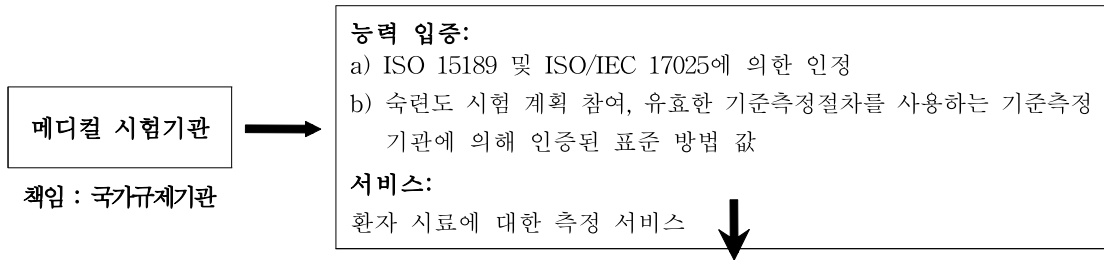 메디컬 시험기관
책임 : 국가규제기관
능력 입증:
a) ISO 15189 및 ISO/IEC 17025에 의한 인정
b) 숙련도 시험 계획 참여, 유효한 기준측정절차를 사용하는 기준측정
기관에 의해 인증된 표준 방법 값
서비스:
환자 시료에 대한 측정 서비스